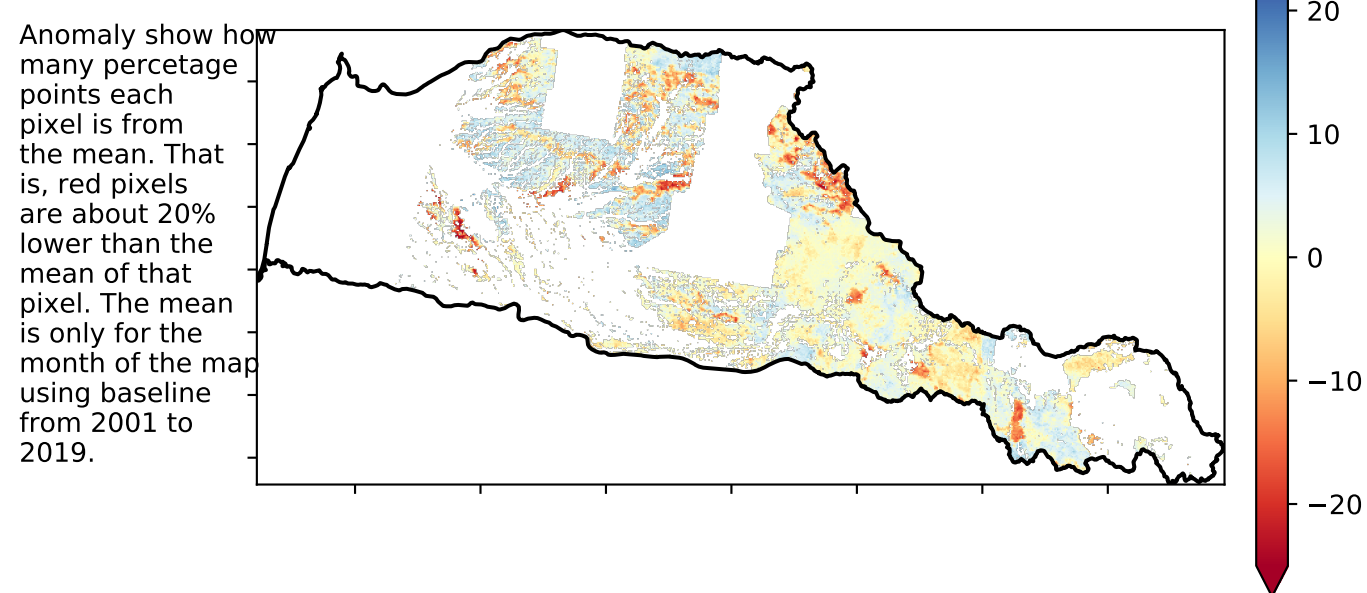 Anomaly show how
many percetage
points each
pixel is from
the mean. That
is, red pixels
are about 20%
lower than the
mean of that
pixel. The mean
is only for the
month of the map
using baseline
from 2001 to
2019.
20
10
0
−10
−20